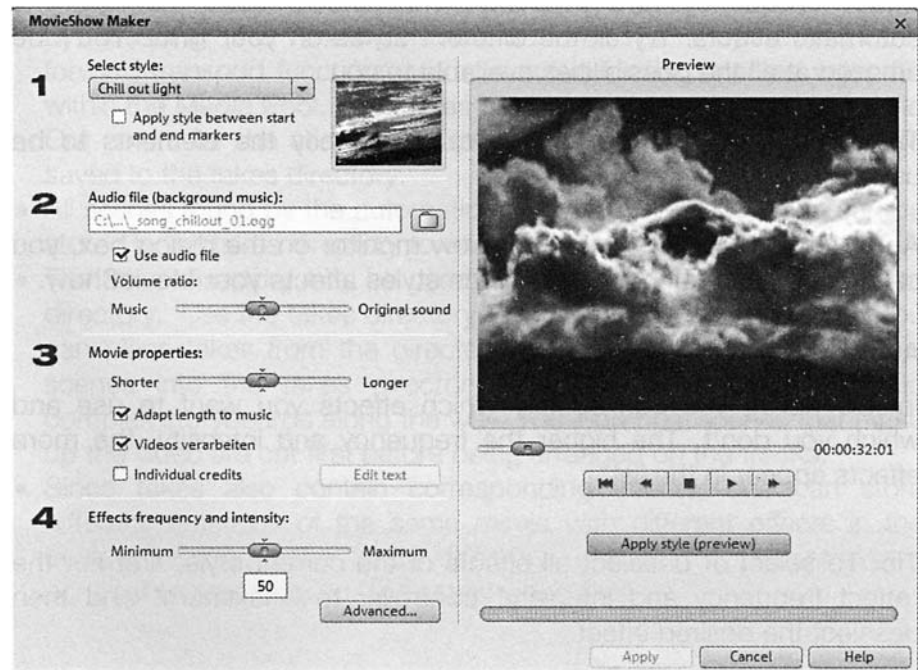 MovieShow Maker
1
Select style:
Chill out light
Apply style between start
and end markers
2
Audio file (background music):
C:\...\_song_chillout_01.ogg
Use audio file
Volume ratio:
Music
Original sound
3
Movie properties:
Shorter
Longer
Adapt length to music
Videos verarbeiten
Individual credits
Edit text
4
Effects frequency and intensity:
Minimum
Maximum
50
Advanced...
Preview
00:00:32:01
Apply style (preview)
Apply
Cancel
Help